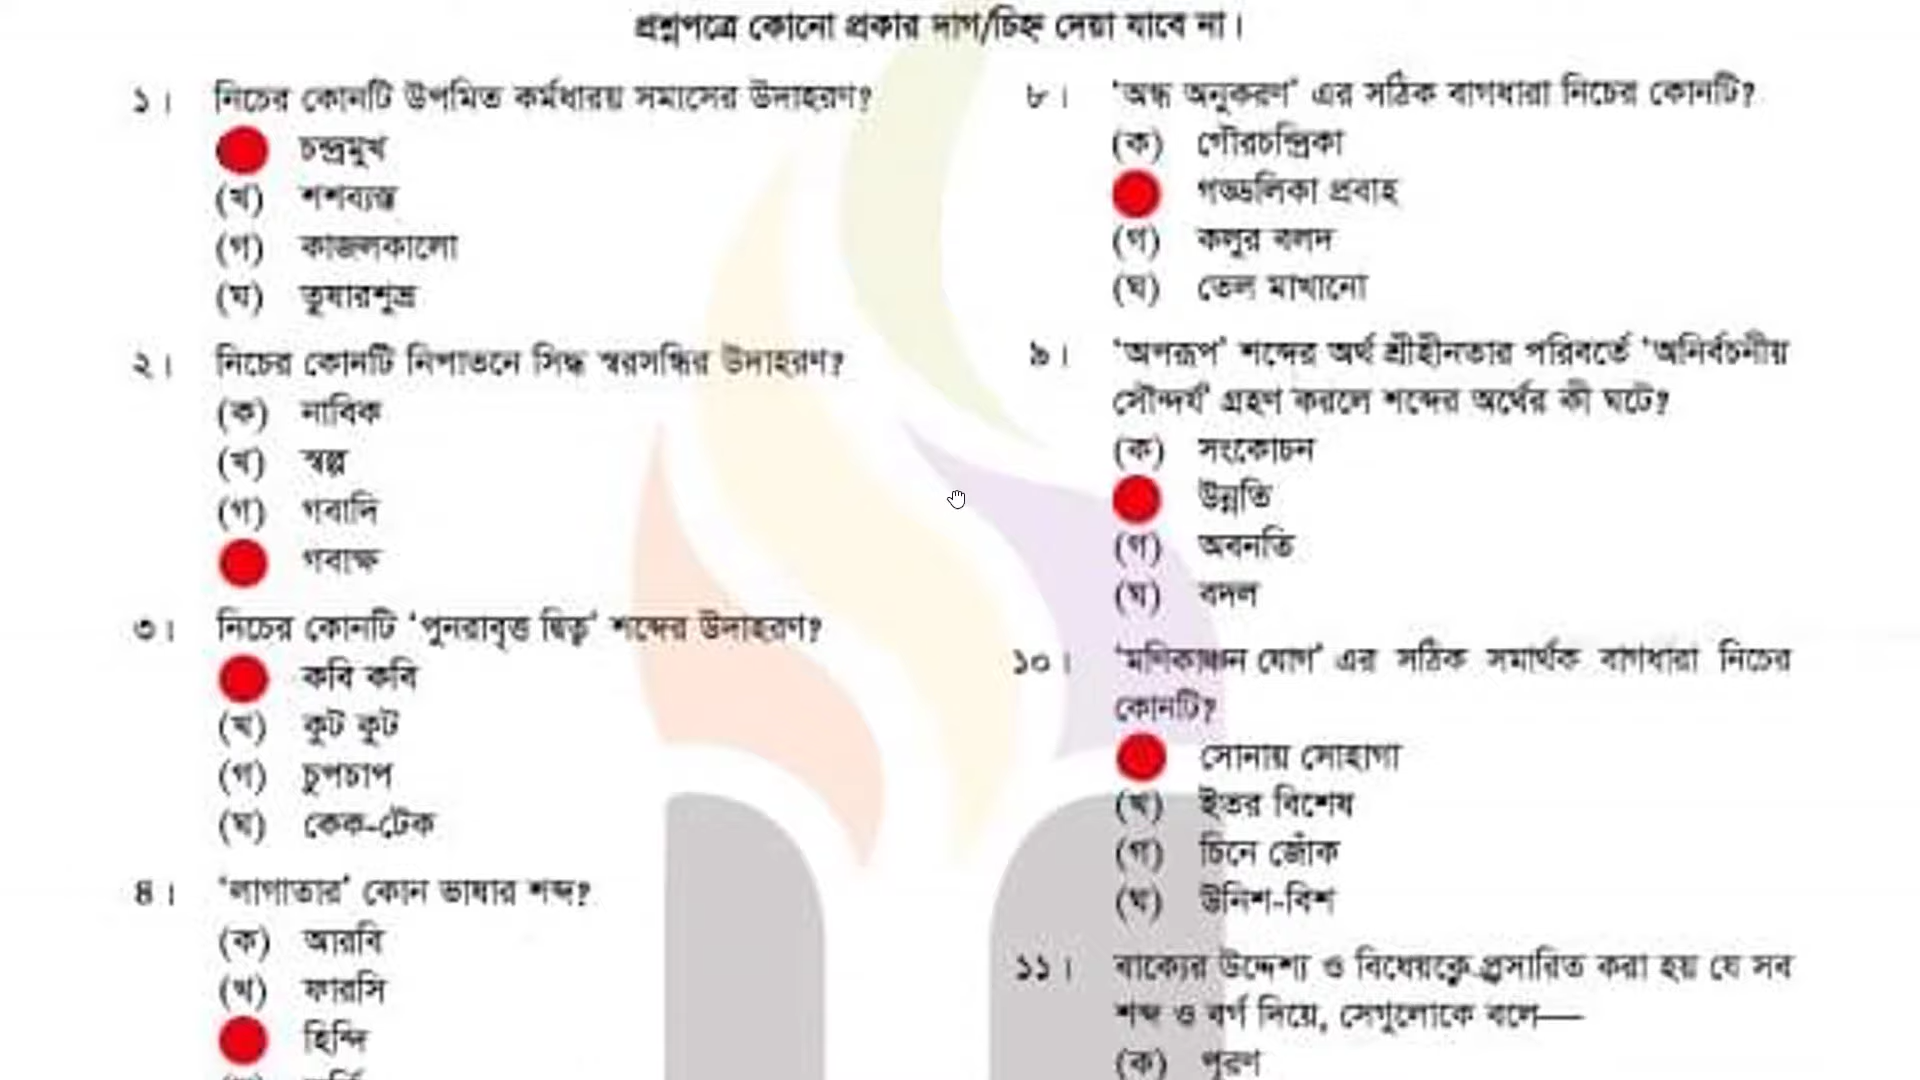 প্রশ্নপত্রে কোনো প্রকার দাগ/চিহ্ন দেয়া যাবে না।
১। নিচের কোনটি উপমিত কর্মধারয় সমাসের উদাহরণ?
চন্দ্রমুখ
(খ) শশব্যস্ত
(গ) কাজলকালো
(ঘ) তুষারশুভ্র
২। নিচের কোনটি নিপাতনে সিদ্ধ স্বরসন্ধির উদাহরণ?
(ক) নাবিক
(খ) স্বল্প
(গ) গবাদি
গবাক্ষ
৩। নিচের কোনটি 'পুনরাবৃত্ত দ্বিত্ব' শব্দের উদাহরণ?
কবি কবি
(খ) কুট কুট
(গ) চুপচাপ
(ঘ) কেক-টেক
৪। 'লাগাতার' কোন ভাষার শব্দ?
(ক) আরবি
(খ) ফারসি
হিন্দি
৮। 'অন্ধ অনুকরণ' এর সঠিক বাগধারা নিচের কোনটি?
(ক) গৌরচন্দ্রিকা
গড্ডলিকা প্রবাহ
(গ) কলুর বলদ
(ঘ) তেল মাখানো
৯। 'অপরূপ' শব্দের অর্থ শ্রীহীনতার পরিবর্তে 'অনির্বচনীয়
সৌন্দর্য' গ্রহণ করলে শব্দের অর্থের কী ঘটে?
(ক) সংকোচন
উন্নতি
(গ) অবনতি
(ঘ) বদল
১০। 'মণিকাঞ্চন যোগ' এর সঠিক সমার্থক বাগধারা নিচের
কোনটি?
সোনায় সোহাগা
(খ) ইতর বিশেষ
(গ) চিনে জোঁক
(ঘ) উনিশ-বিশ
১১। বাক্যের উদ্দেশ্য ও বিধেয়কে প্রসারিত করা হয় যে সব
শব্দ ও বর্গ দিয়ে, সেগুলোকে বলে—
(ক) পূরণ